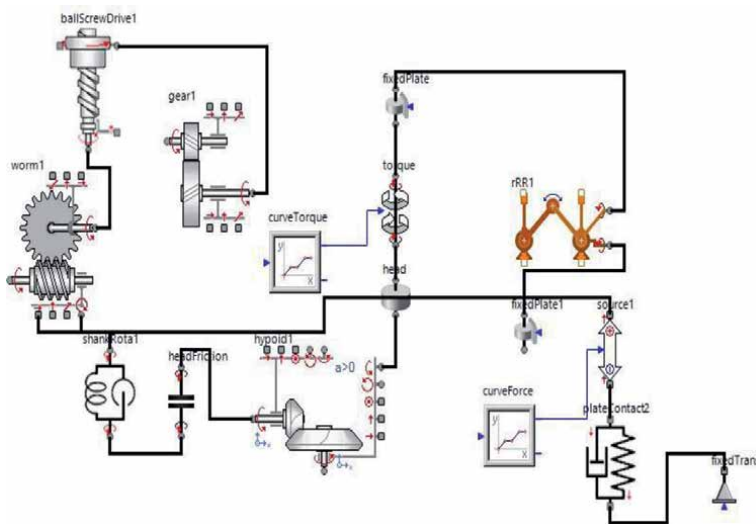 ballScrewDrive1
fixedPlate
gear1
worm1
torque
rRR1
curveTorque
y
x
head
fixedPlate1
source1
shankRota1
headFriction
hypoid1
a>0
curveForce
y
x
plateContact2
fixedTran